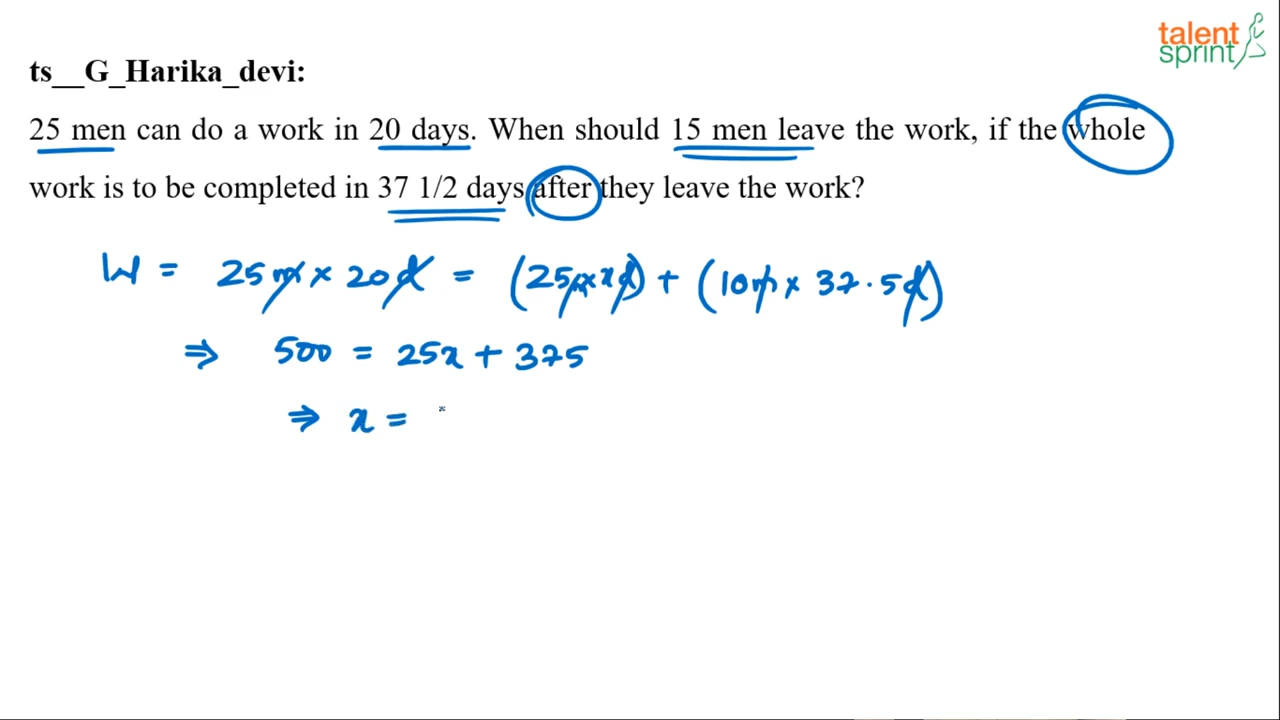 talent
sprint
ts__G_Harika_devi:
25 men can do a work in 20 days. When should 15 men leave the work, if the whole
work is to be completed in 37 1/2 days after they leave the work?
W = 25m × 20d = (25m × xd) + (10m × 37.5d)
⇒ 500 = 25x + 375
⇒ x =